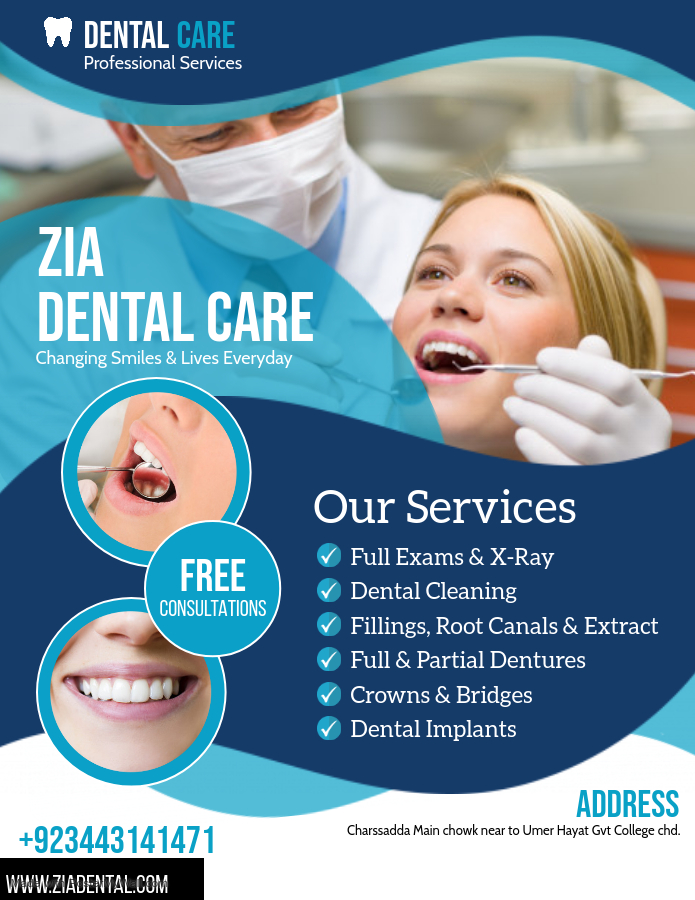 DENTAL CARE
Professional Services
ZIA
DENTAL CARE
Changing Smiles & Lives Everyday
FREE
CONSULTATIONS
Our Services
Full Exams & X-Ray
Dental Cleaning
Fillings, Root Canals & Extract
Full & Partial Dentures
Crowns & Bridges
Dental Implants
ADDRESS
Charssadda Main chowk near to Umer Hayat Gvt College chd.
+923443141471
WWW.ZIADENTAL.COM